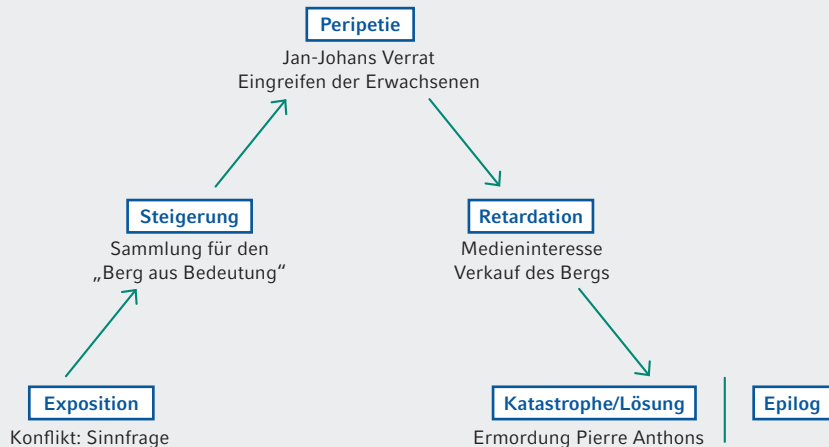 Peripetie
Jan-Johans Verrat
Eingreifen der Erwachsenen
Steigerung
Sammlung für den
„Berg aus Bedeutung“
Retardation
Medieninteresse
Verkauf des Bergs
Exposition
Konflikt: Sinnfrage
Katastrophe/Lösung
Ermordung Pierre Anthons
Epilog